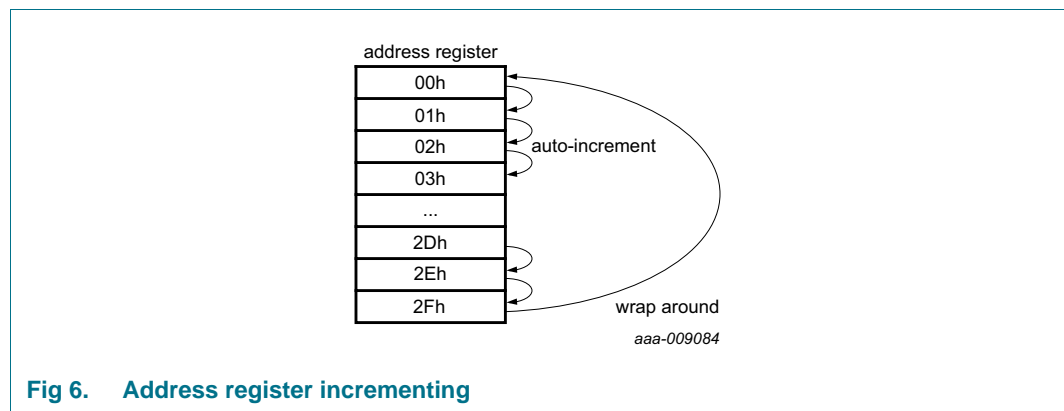 address register
00h
01h
02h
auto-increment
03h
...
2Dh
2Eh
2Fh
wrap around
aaa-009084
Fig 6. Address register incrementing